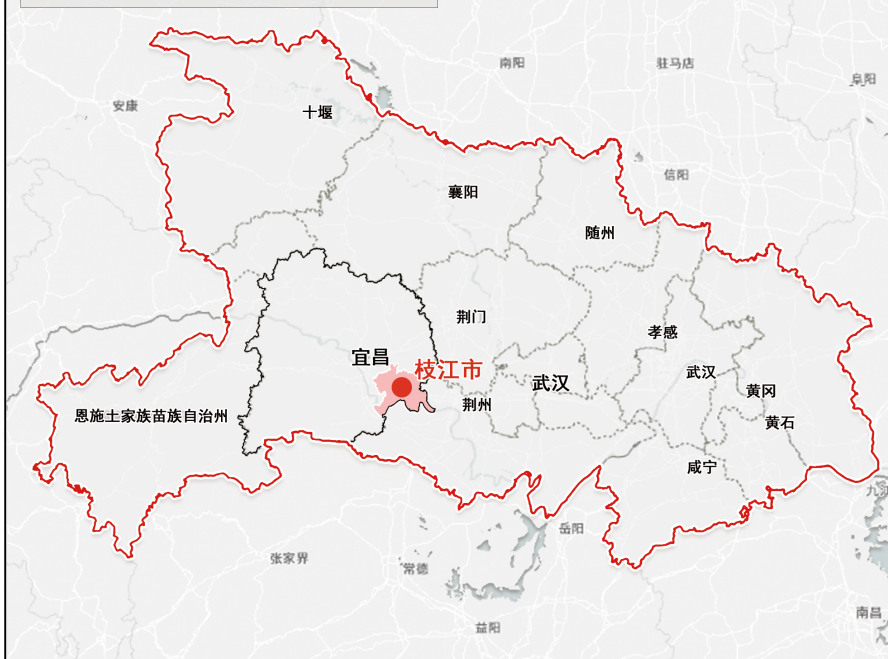 南阳
驻马店
阜阳
安康
十堰
信阳
襄阳
随州
荆门
孝感
宜昌
枝江市
武汉
武汉
黄冈
荆州
恩施土家族苗族自治州
黄石
咸宁
岳阳
张家界
常德
南昌
益阳